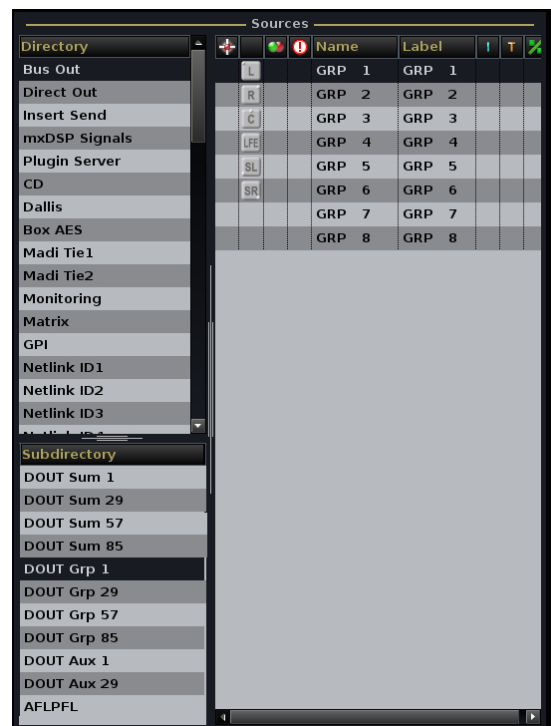 Sources
Directory
Bus Out
Direct Out
Insert Send
mxDSP Signals
Plugin Server
CD
Dallis
Box AES
Madi Tie1
Madi Tie2
Monitoring
Matrix
GPI
Netlink ID1
Netlink ID2
Netlink ID3
Subdirectory
DOUT Sum 1
DOUT Sum 29
DOUT Sum 57
DOUT Sum 85
DOUT Grp 1
DOUT Grp 29
DOUT Grp 57
DOUT Grp 85
DOUT Aux 1
DOUT Aux 29
AFLPFL
Name Label I T
L GRP 1 GRP 1
R GRP 2 GRP 2
C GRP 3 GRP 3
LFE GRP 4 GRP 4
SL GRP 5 GRP 5
SR GRP 6 GRP 6
GRP 7 GRP 7
GRP 8 GRP 8